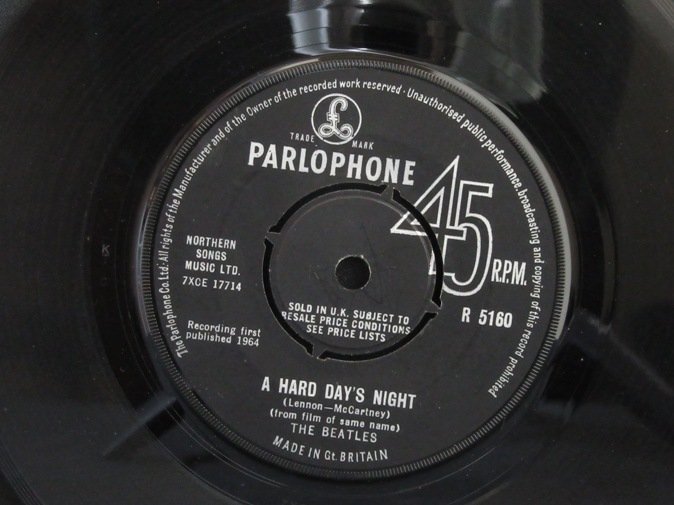 The Parlophone Co. Ltd. All rights of the Manufacturer and of the Owner of the recorded work reserved · Unauthorised public performance, broadcasting and copying of this record prohibited
£
TRADE MARK
PARLOPHONE
45
R.P.M.
NORTHERN
SONGS
MUSIC LTD.
7XCE 17714
R 5160
SOLD IN U.K. SUBJECT TO
RESALE PRICE CONDITIONS
SEE PRICE LISTS
Recording first
published 1964
A HARD DAY'S NIGHT
(Lennon—McCartney)
(from film of same name)
THE BEATLES
MADE IN Gt. BRITAIN
K